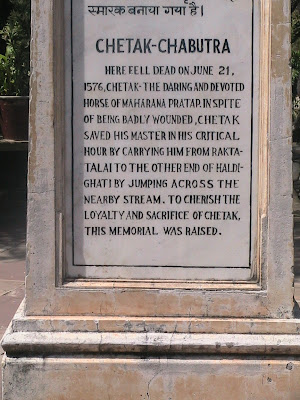 स्मारक बनाया गया है।
CHETAK-CHABUTRA
HERE FELL DEAD ON JUNE 21,
1576, CHETAK-THE DARING AND DEVOTED
HORSE OF MAHARANA PRATAP. IN SPITE
OF BEING BADLY WOUNDED, CHETAK
SAVED HIS MASTER IN HIS CRITICAL
HOUR BY CARRYING HIM FROM RAKTA-
TALAI TO THE OTHER END OF HALDI-
GHATI BY JUMPING ACROSS THE
NEARBY STREAM. TO CHERISH THE
LOYALTY AND SACRIFICE OF CHETAK,
THIS MEMORIAL WAS RAISED.